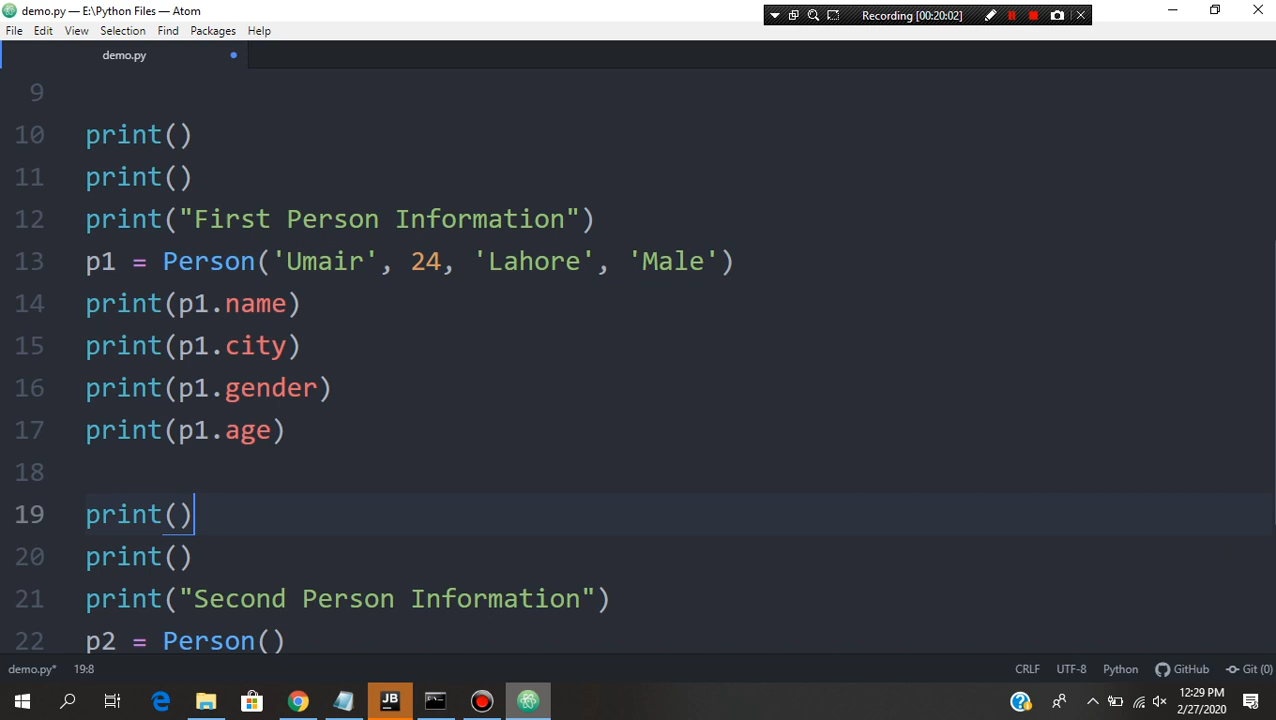 demo.py — E:\Python Files — Atom
Recording [00:20:02]
File Edit View Selection Find Packages Help
demo.py
9
10 print()
11 print()
12 print("First Person Information")
13 p1 = Person('Umair', 24, 'Lahore', 'Male')
14 print(p1.name)
15 print(p1.city)
16 print(p1.gender)
17 print(p1.age)
18
19 print()
20 print()
21 print("Second Person Information")
22 p2 = Person()
demo.py* 19:8 CRLF UTF-8 Python GitHub Git (0)
JB
12:29 PM
2/27/2020